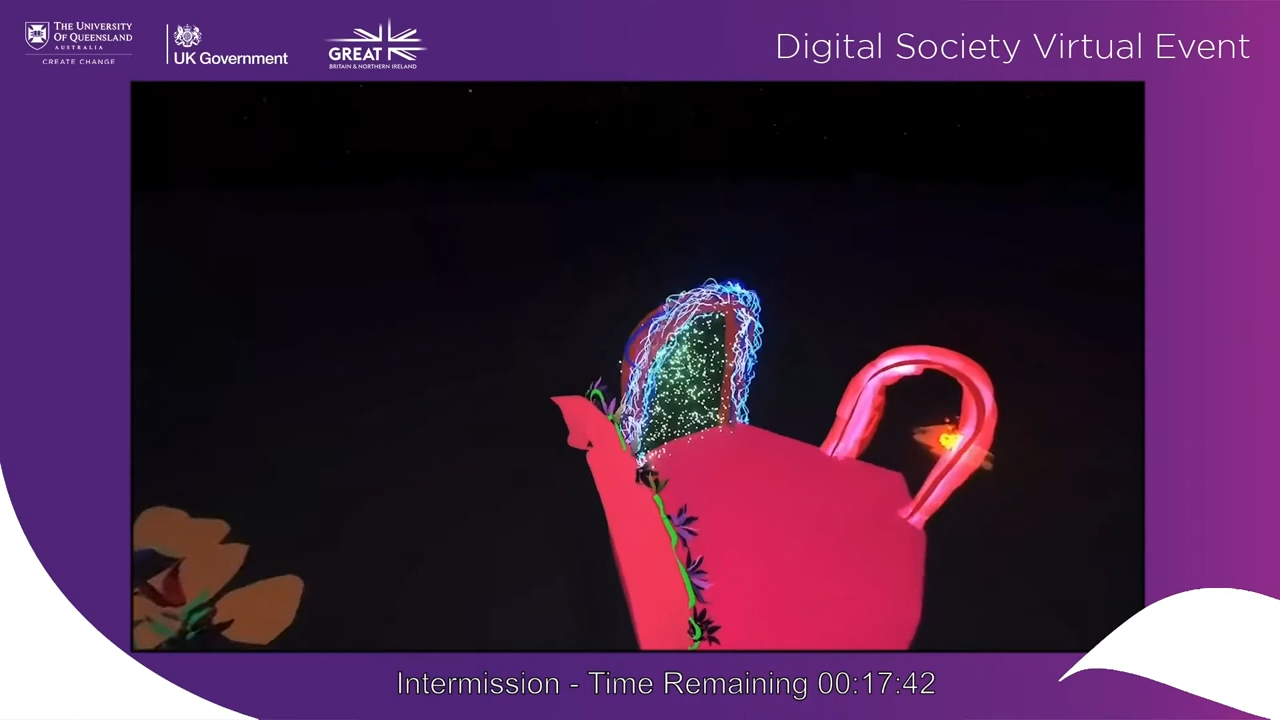 THE UNIVERSITY
OF QUEENSLAND
AUSTRALIA
CREATE CHANGE
UK Government
GREAT
BRITAIN & NORTHERN IRELAND
Digital Society Virtual Event
Intermission - Time Remaining 00:17:42